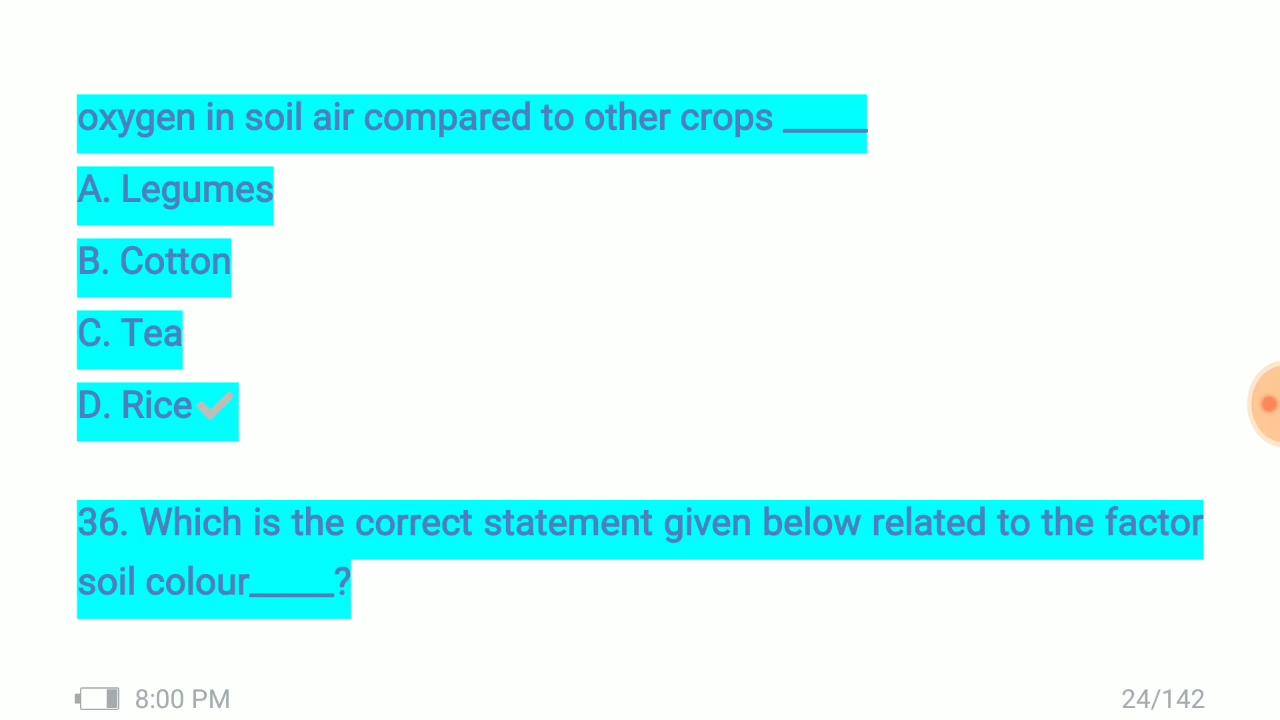 oxygen in soil air compared to other crops _____
A. Legumes
B. Cotton
C. Tea
D. Rice✓
36. Which is the correct statement given below related to the factor
soil colour_____?
8:00 PM
24/142